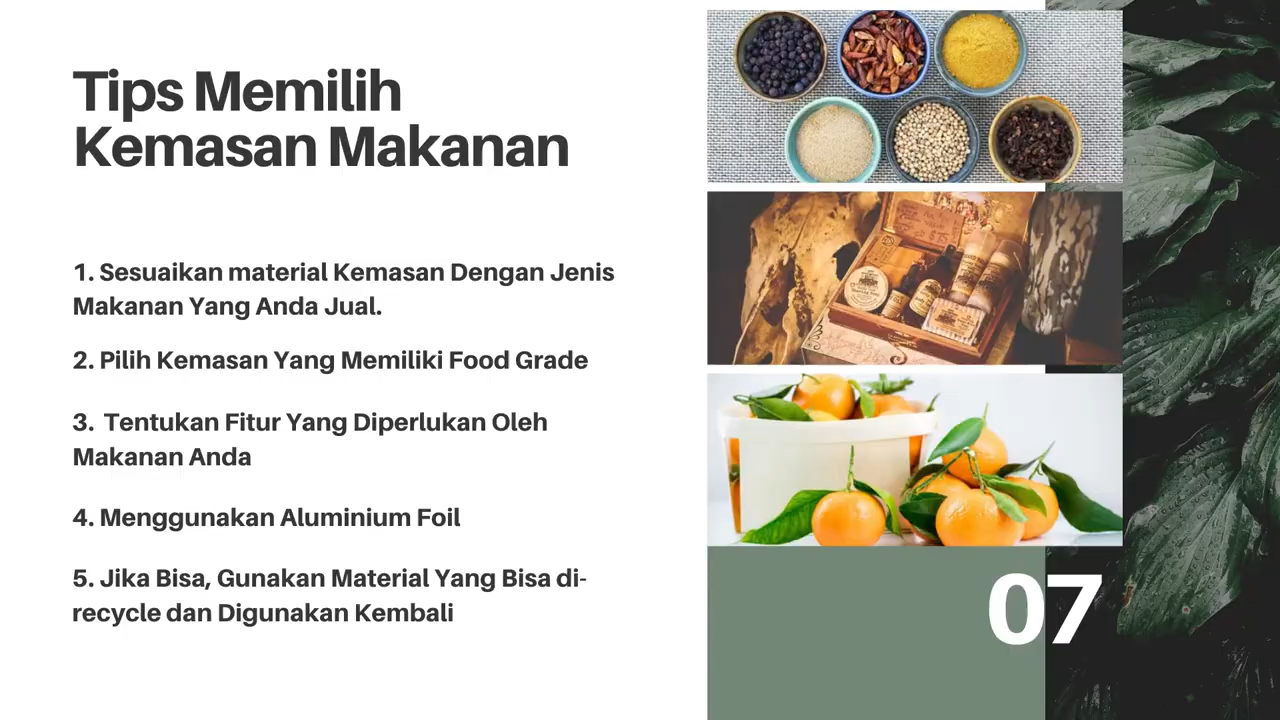 Tips Memilih
Kemasan Makanan
1. Sesuaikan material Kemasan Dengan Jenis
Makanan Yang Anda Jual.
2. Pilih Kemasan Yang Memiliki Food Grade
3. Tentukan Fitur Yang Diperlukan Oleh
Makanan Anda
4. Menggunakan Aluminium Foil
5. Jika Bisa, Gunakan Material Yang Bisa di-
recycle dan Digunakan Kembali
07